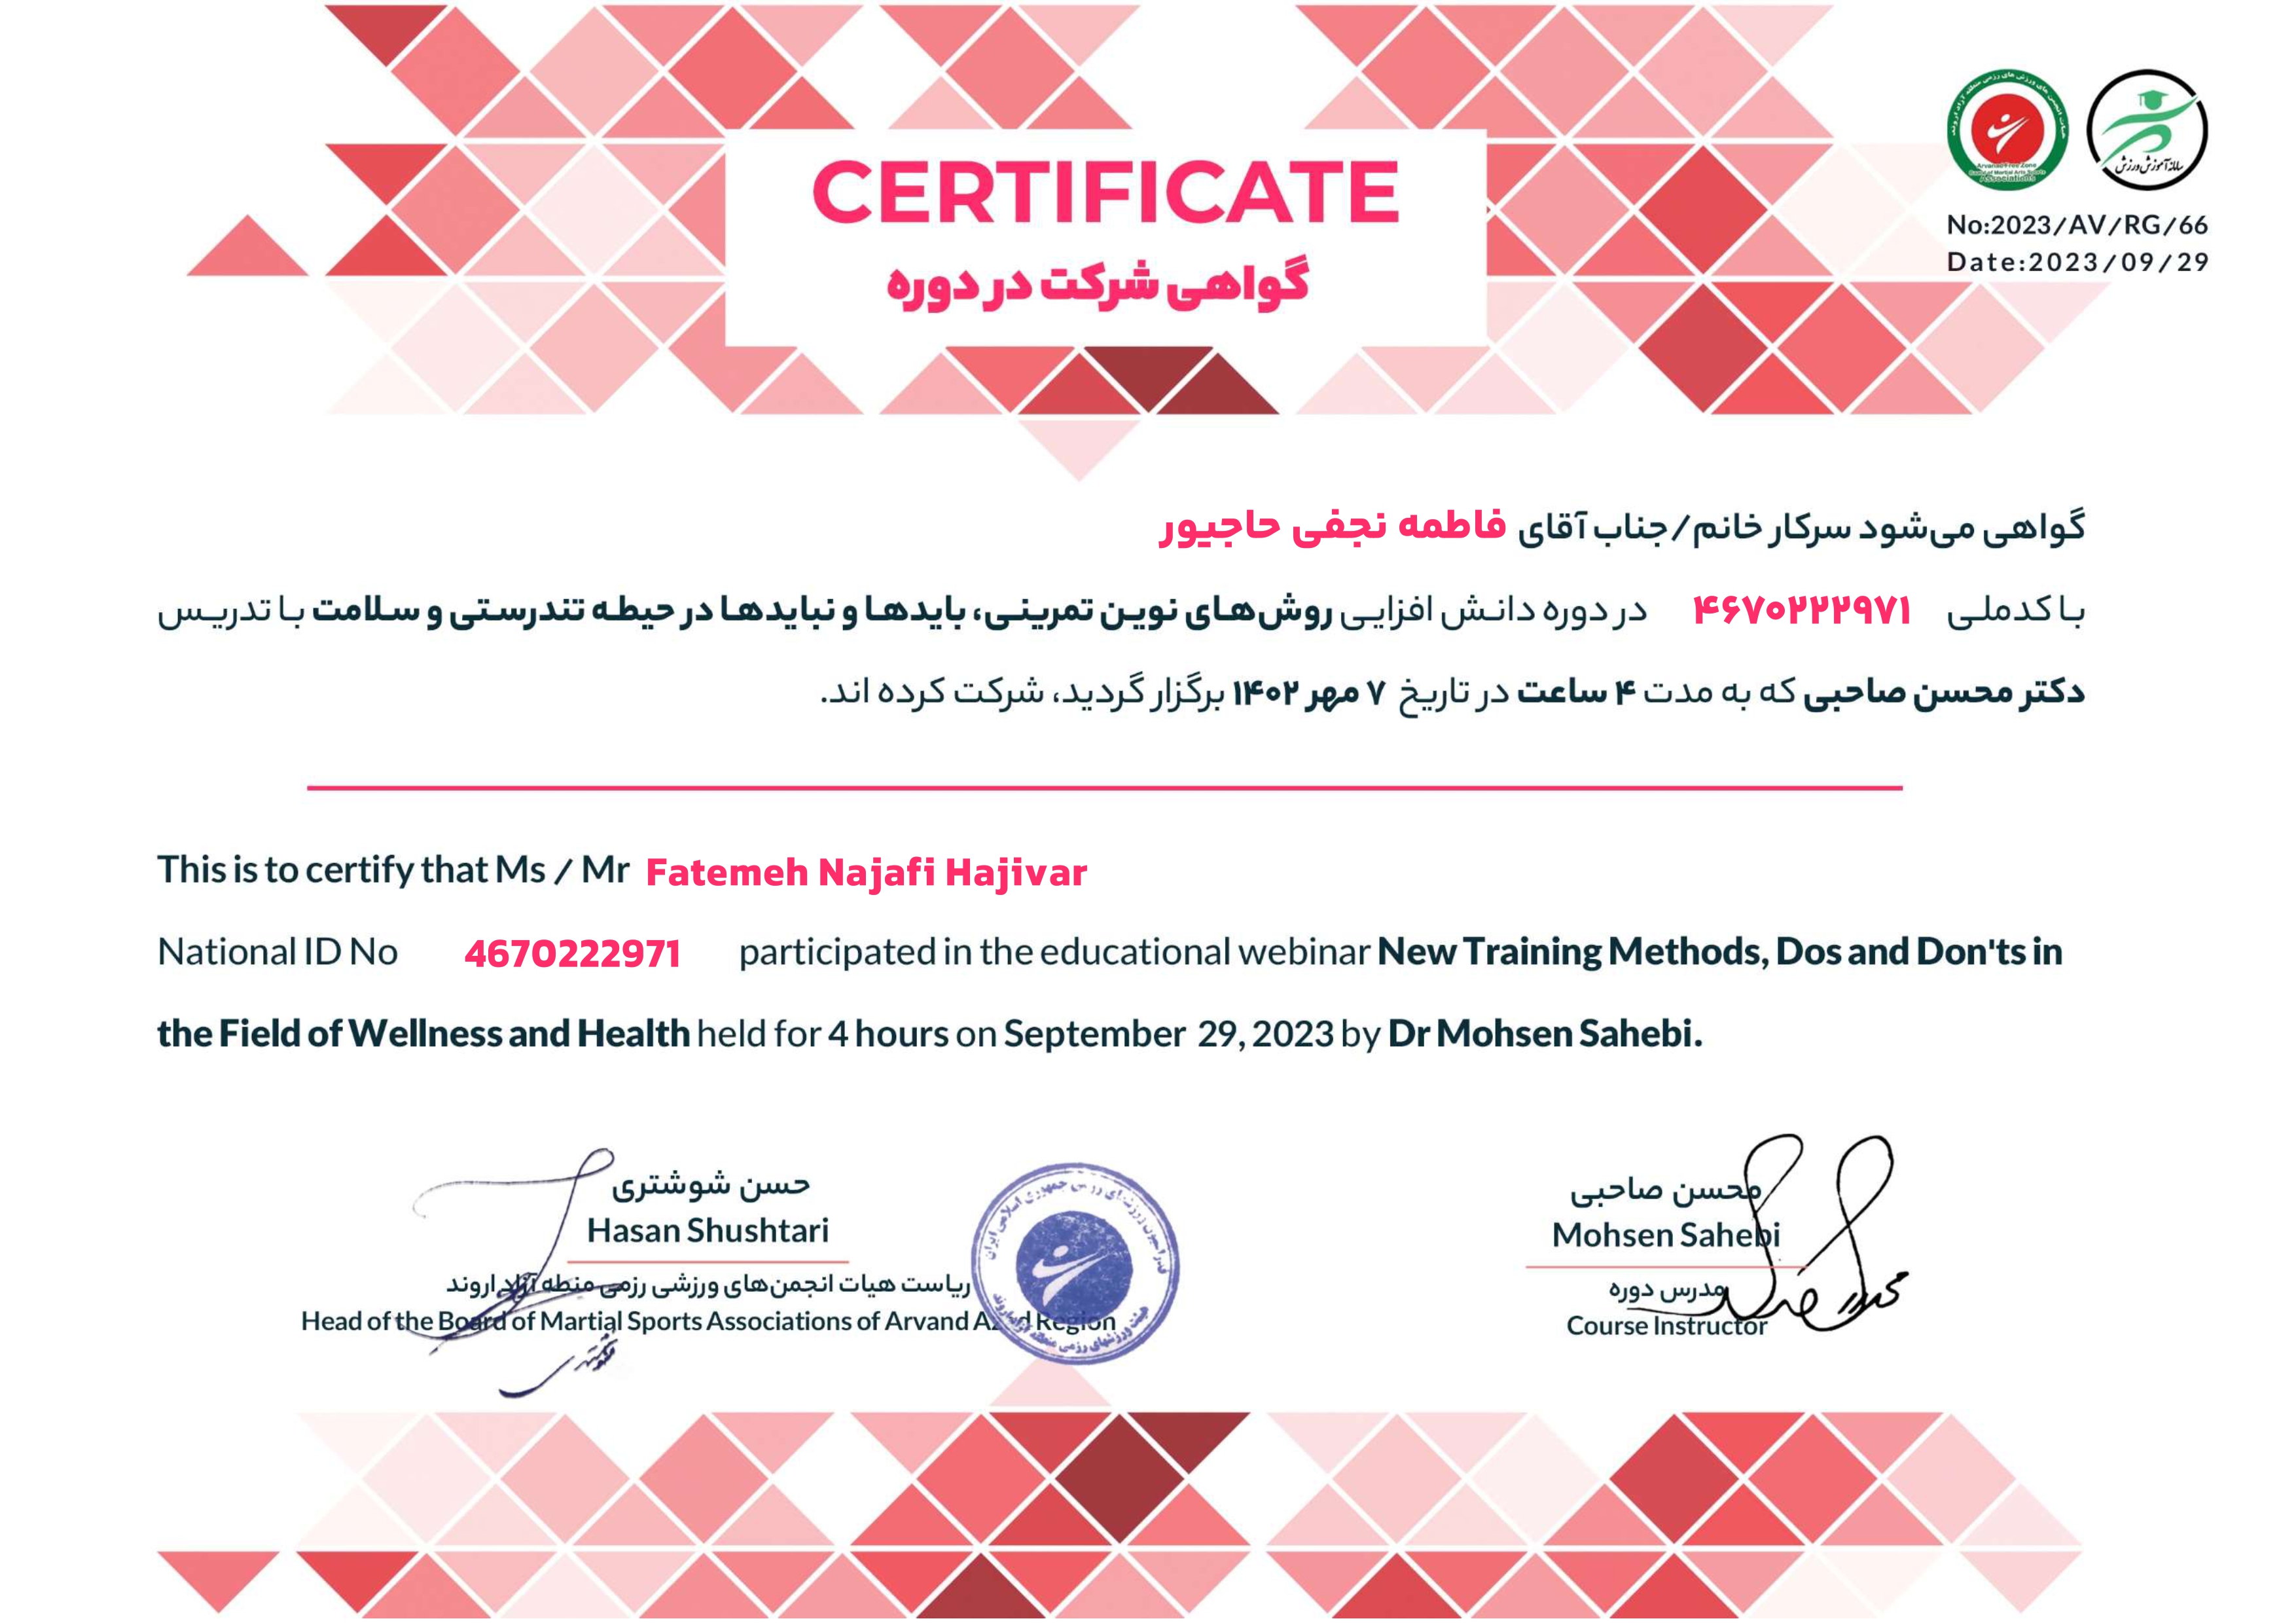 CERTIFICATE
گواهی شرکت در دوره
سامانه آموزش ورزش
Arvand Free Zone
Associations
No:2023/AV/RG/66
Date:2023/09/29
گواهی می‌شود سرکار خانم/جناب آقای فاطمه نجفی حاجیور
با کدملی ۴۶۷۰۲۲۲۹۷۱ در دوره دانش افزایی روش‌های نوین تمرینی، بایدها و نبایدها در حیطه تندرستی و سلامت با تدریس
دکتر محسن صاحبی که به مدت ۴ ساعت در تاریخ ۷ مهر ۱۴۰۲ برگزار گردید، شرکت کرده اند.
This is to certify that Ms / Mr Fatemeh Najafi Hajivar
National ID No 4670222971 participated in the educational webinar New Training Methods, Dos and Don'ts in
the Field of Wellness and Health held for 4 hours on September 29, 2023 by Dr Mohsen Sahebi.
حسن شوشتری
Hasan Shushtari
ریاست هیات انجمن‌های ورزشی رزمی منطه آزاد اروند
Head of the Board of Martial Sports Associations of Arvand Azad Region
محسن صاحبی
Mohsen Sahebi
مدرس دوره
Course Instructor